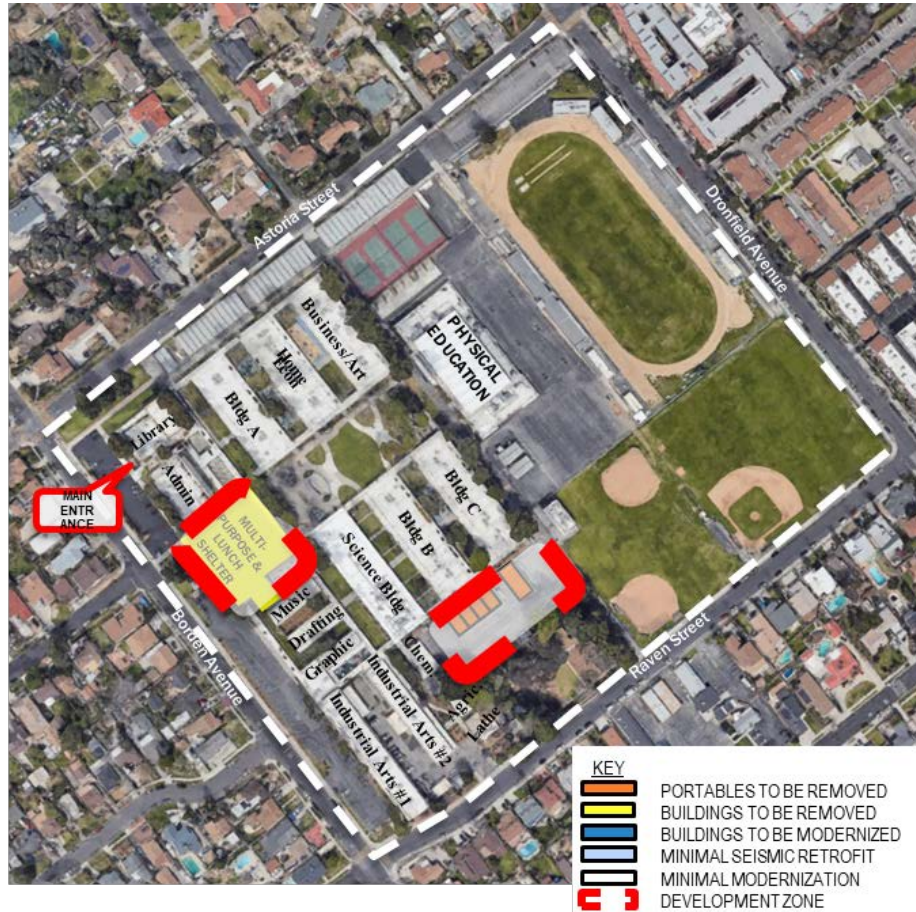 Astoria Street
Dronfield Avenue
Business/Art
Home
PHYSICAL
EDUCATION
Bldg A
Library
Admin
MAIN
ENTR
ANCE
MULTI-
PURPOSE &
LUNCH
SHELTER
Bldg C
Bldg B
Science Bldg
Music
Drafting
Graphic
Chem.
Industrial Arts #2
Industrial Arts #1
Lathe
Borden Avenue
Raven Street
KEY
PORTABLES TO BE REMOVED
BUILDINGS TO BE REMOVED
BUILDINGS TO BE MODERNIZED
MINIMAL SEISMIC RETROFIT
MINIMAL MODERNIZATION
DEVELOPMENT ZONE